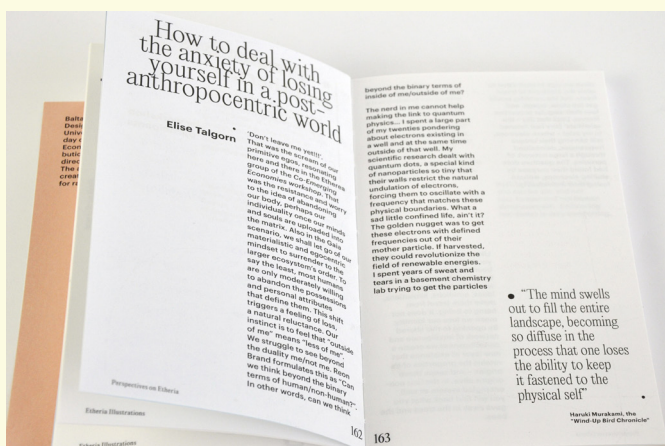 How to deal with
the anxiety of losing
yourself in a post-
anthropocentric world
Elise Talgorn
'Don't leave me yet!!!'
That was the scream of our
primitive egos, resonating
here and there in the Etherea
group of the Co-Emerging
Economies workshop. That
was the resistance and worry
to the idea of abandoning
our body, perhaps our
individuality once our minds
and souls are uploaded into
the matrix. Also in the Gaia
scenario, we shall let go of our
materialistic and egocentric
mindset to surrender to the
larger ecosystem's order. To
say the least, most humans
are only moderately willing
to abandon the possessions
and personal attributes
that define them. This shift
triggers a feeling of loss,
a natural reluctance. Our
instinct is to feel that "outside
of me" means "less of me".
We struggle to see beyond
the duality me/not me. Reon
Brand formulates this as "Can
we think beyond the binary
terms of human/non-human?".
In other words, can we think
Perspectives on Etheria
162
beyond the binary terms of
inside of me/outside of me?
The nerd in me cannot help
making the link to quantum
physics... I spent a large part
of my twenties pondering
about electrons existing in
a well and at the same time
outside of that well. My
scientific research dealt with
quantum dots, a special kind
of nanoparticles so tiny that
their walls restrict the natural
undulation of electrons,
forcing them to oscillate with a
frequency that matches these
physical boundaries. What a
sad little confined life, ain't it?
The golden nugget was to get
these electrons with defined
frequencies out of their
mother particle. If harvested,
they could revolutionize the
field of renewable energies.
I spent years of sweat and
tears in a basement chemistry
lab trying to get the particles
"The mind swells
out to fill the entire
landscape, becoming
so diffuse in the
process that one loses
the ability to keep
it fastened to the
physical self"
Haruki Murakami, the
"Wind-Up Bird Chronicle"
163
Balta
Desi
Univ
day
Econ
butio
direc
The
creat
for ra
Etheria Illustrations
Etheria Illustrations